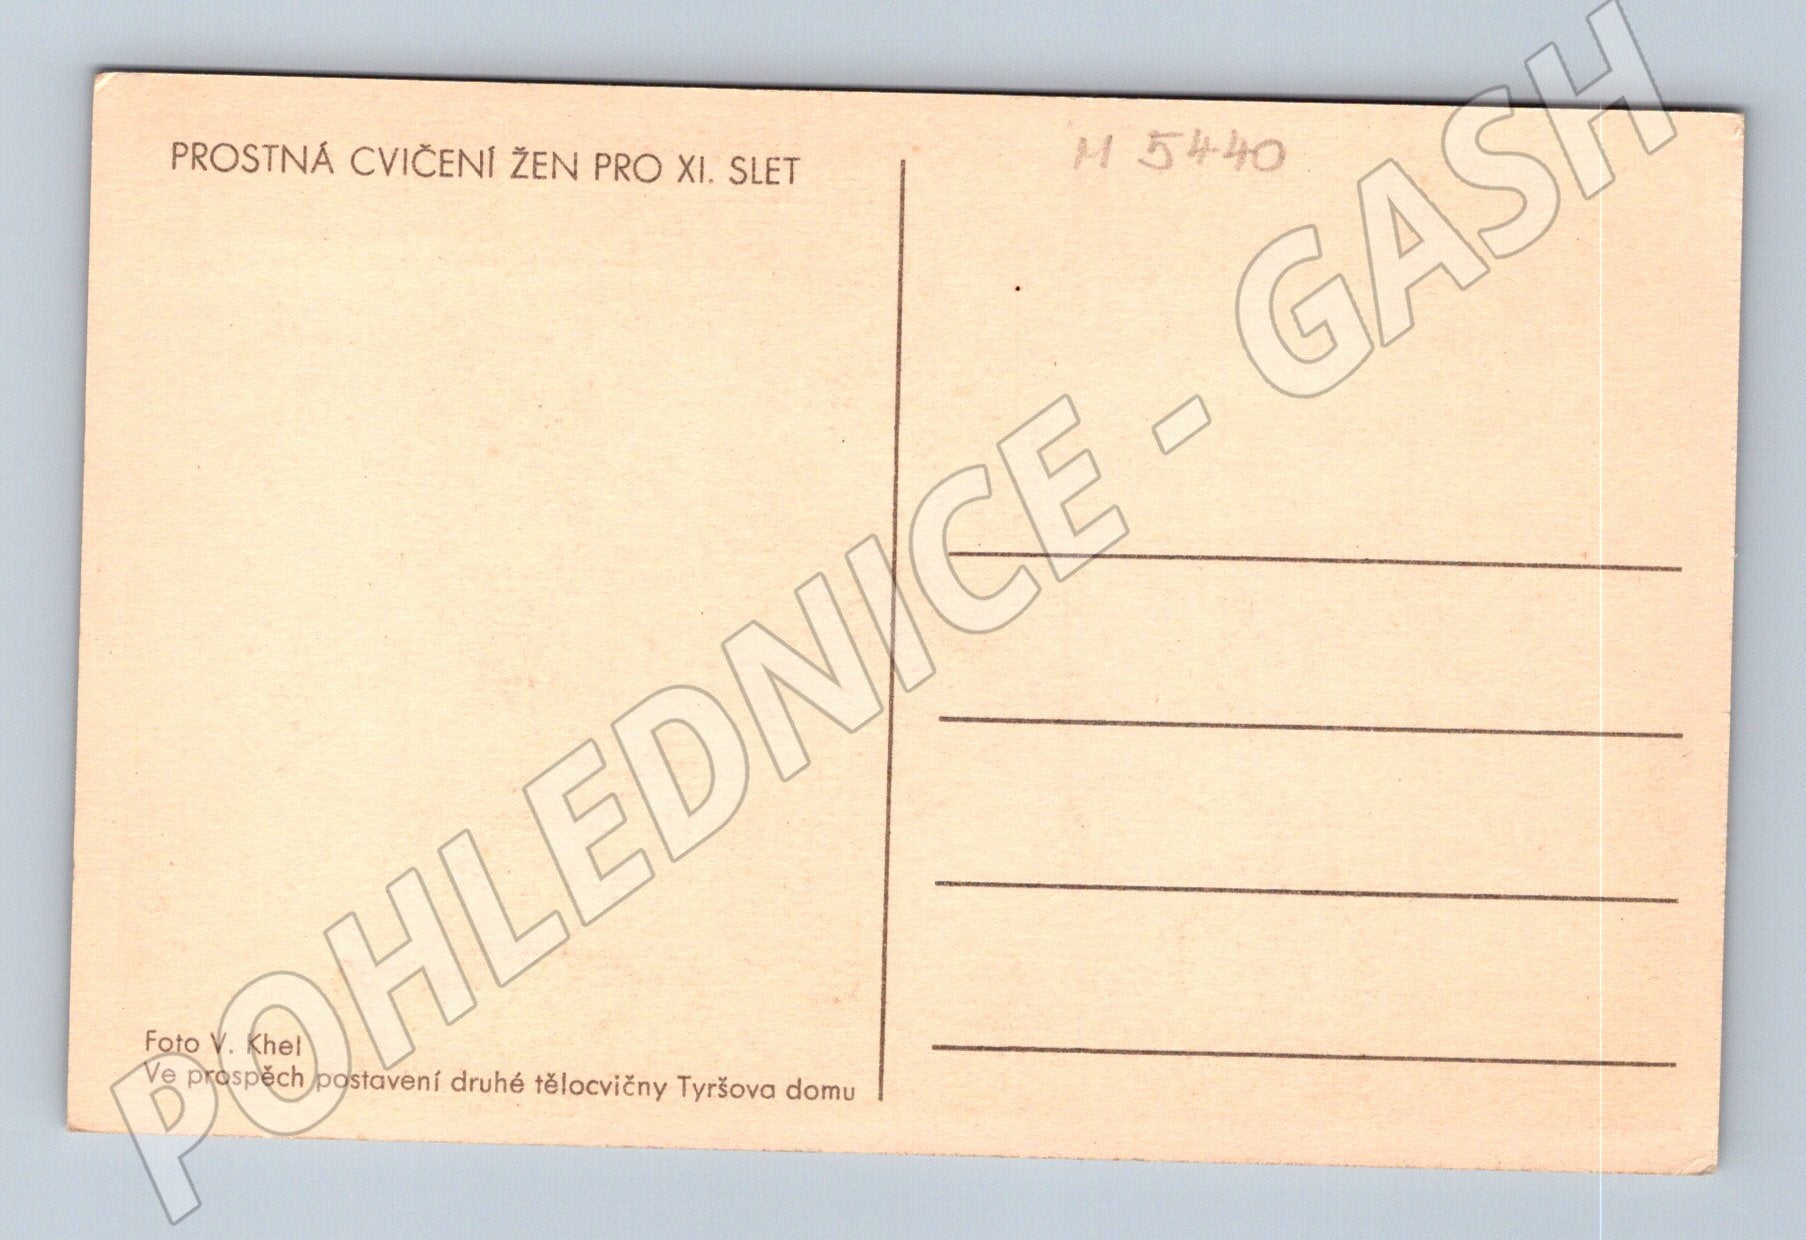 PROSTNÁ CVIČENÍ ŽEN PRO XI. SLET
M 5440
POHLEDNICE - GASH
Foto V. Khel
Ve prospěch postavení druhé tělocvičny Tyršova domu